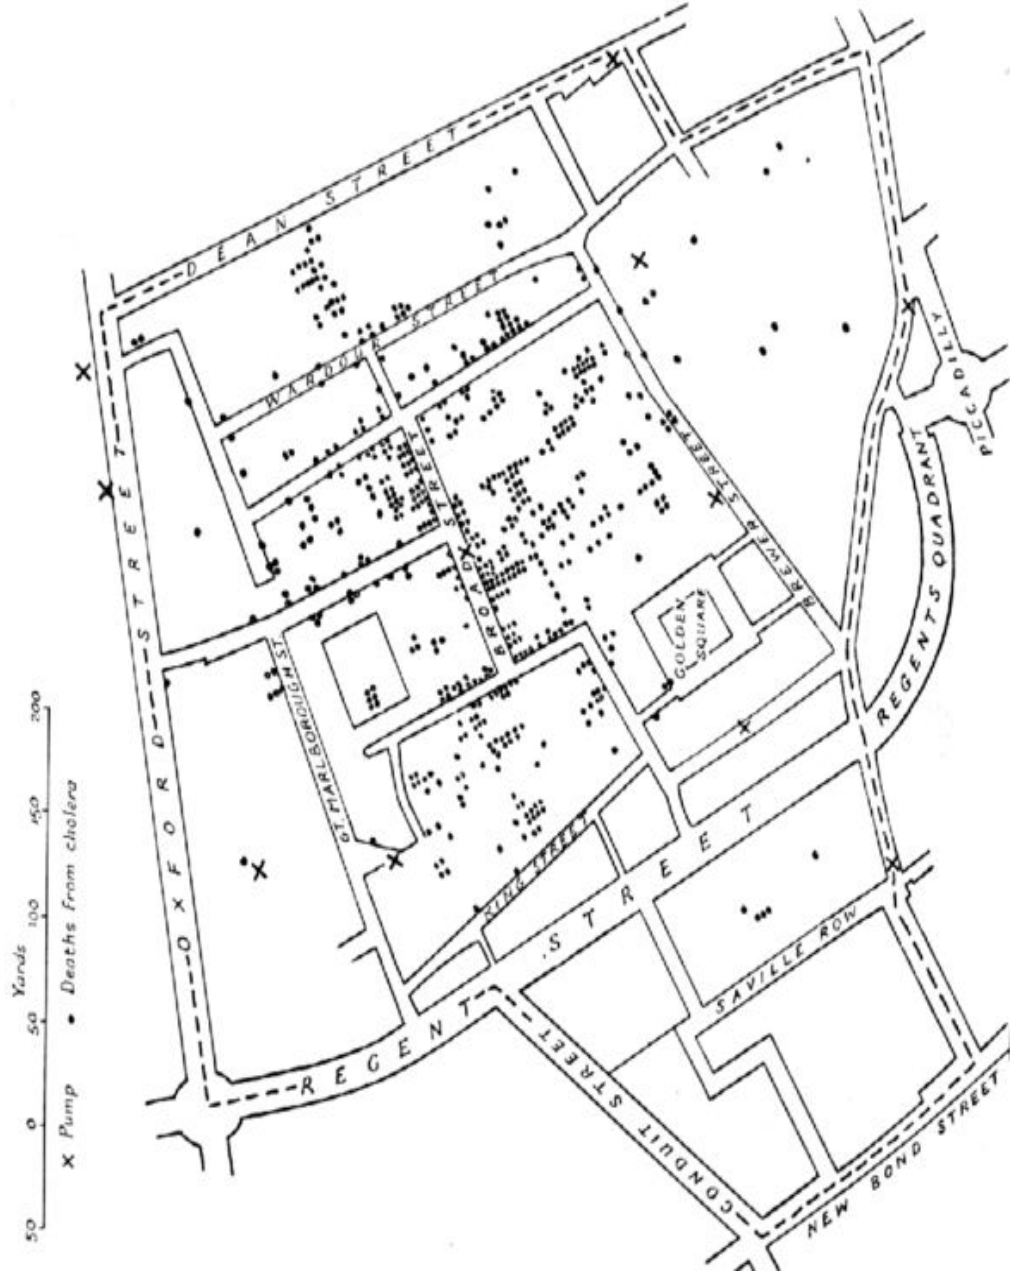 DEAN STREET
WARDOUR STREET
OXFORD STREET
BROAD STREET
BREWER STREET
PICCADILLY
REGENTS QUADRANT
GOLDEN
SQUARE
GT. MARLBOROUGH ST.
KING STREET
REGENT STREET
SAVILLE ROW
CONDUIT STREET
NEW BOND STREET
50 0 50 100 150 200
Yards
x Pump • Deaths from cholera